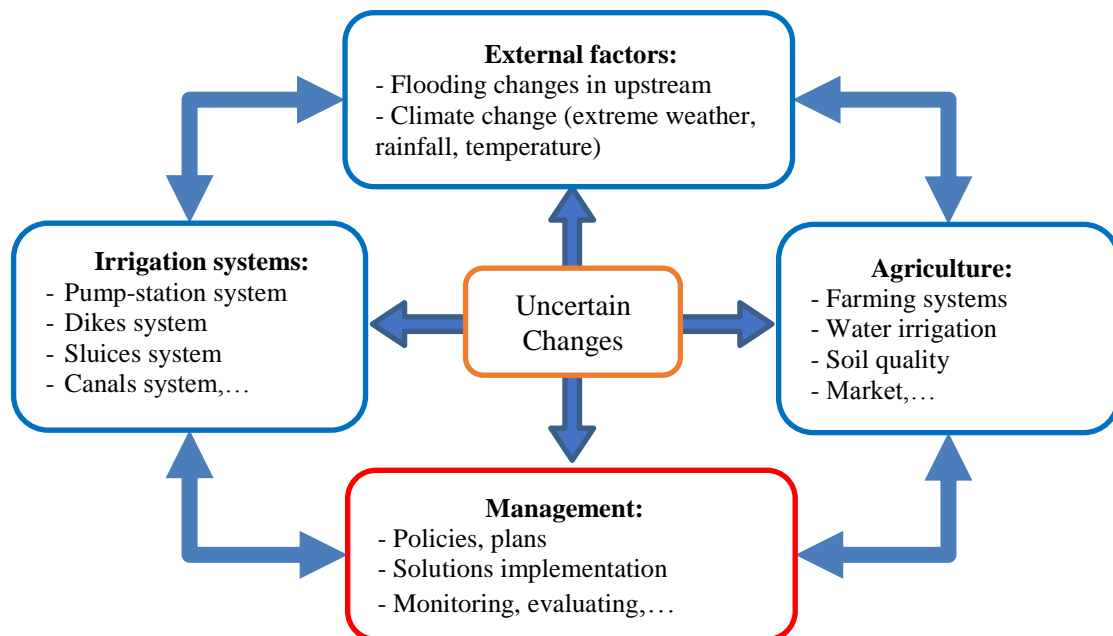 External factors:
- Flooding changes in upstream
- Climate change (extreme weather,
rainfall, temperature)
Irrigation systems:
- Pump-station system
- Dikes system
- Sluices system
- Canals system,…
Uncertain
Changes
Agriculture:
- Farming systems
- Water irrigation
- Soil quality
- Market,…
Management:
- Policies, plans
- Solutions implementation
- Monitoring, evaluating,…